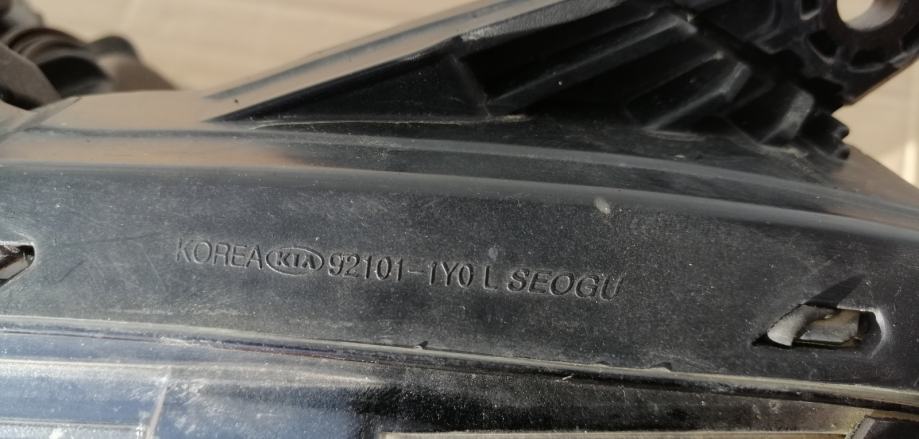 KOREA KIA 92101-1Y0 L SEOGU